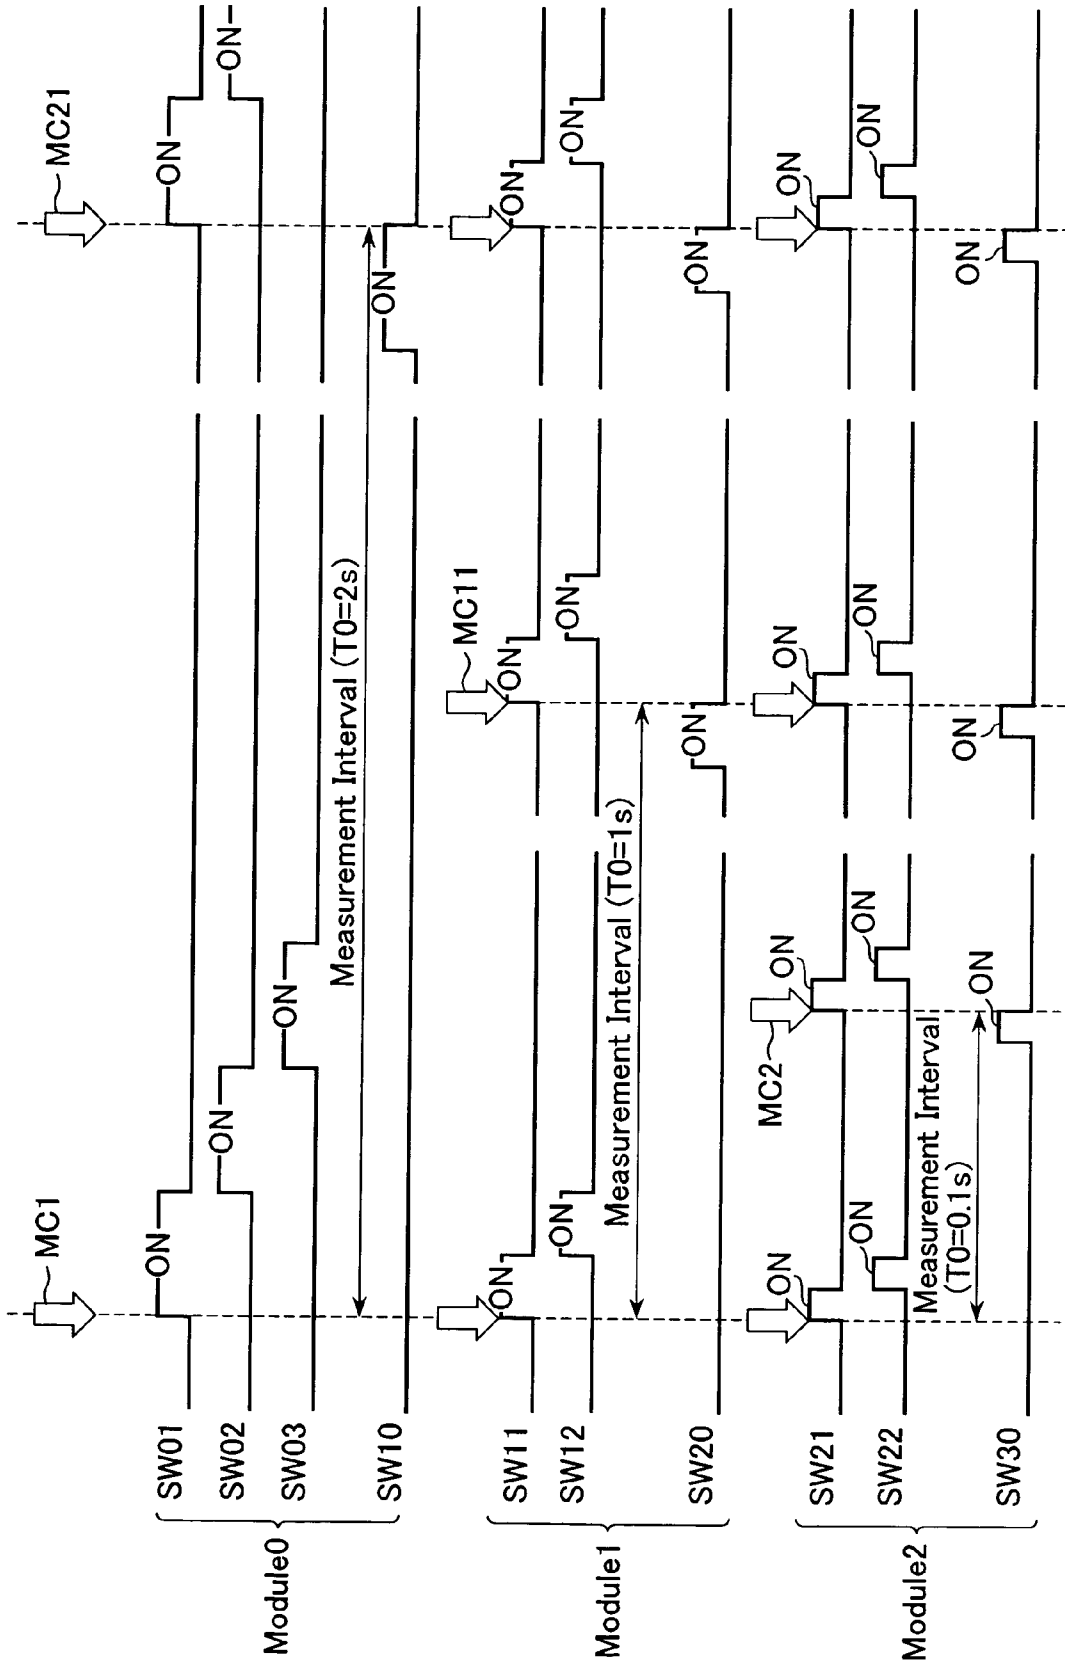 MC1
MC21
SW01
ON
ON
SW02
ON
ON
SW03
ON
Measurement Interval (T0=2s)
SW10
ON
Module0
MC11
SW11
ON
ON
ON
SW12
ON
ON
ON
Measurement Interval (T0=1s)
SW20
ON
ON
Module1
MC2
SW21
ON
ON
ON
ON
SW22
ON
ON
ON
ON
Measurement Interval
(T0=0.1s)
SW30
ON
ON
ON
Module2